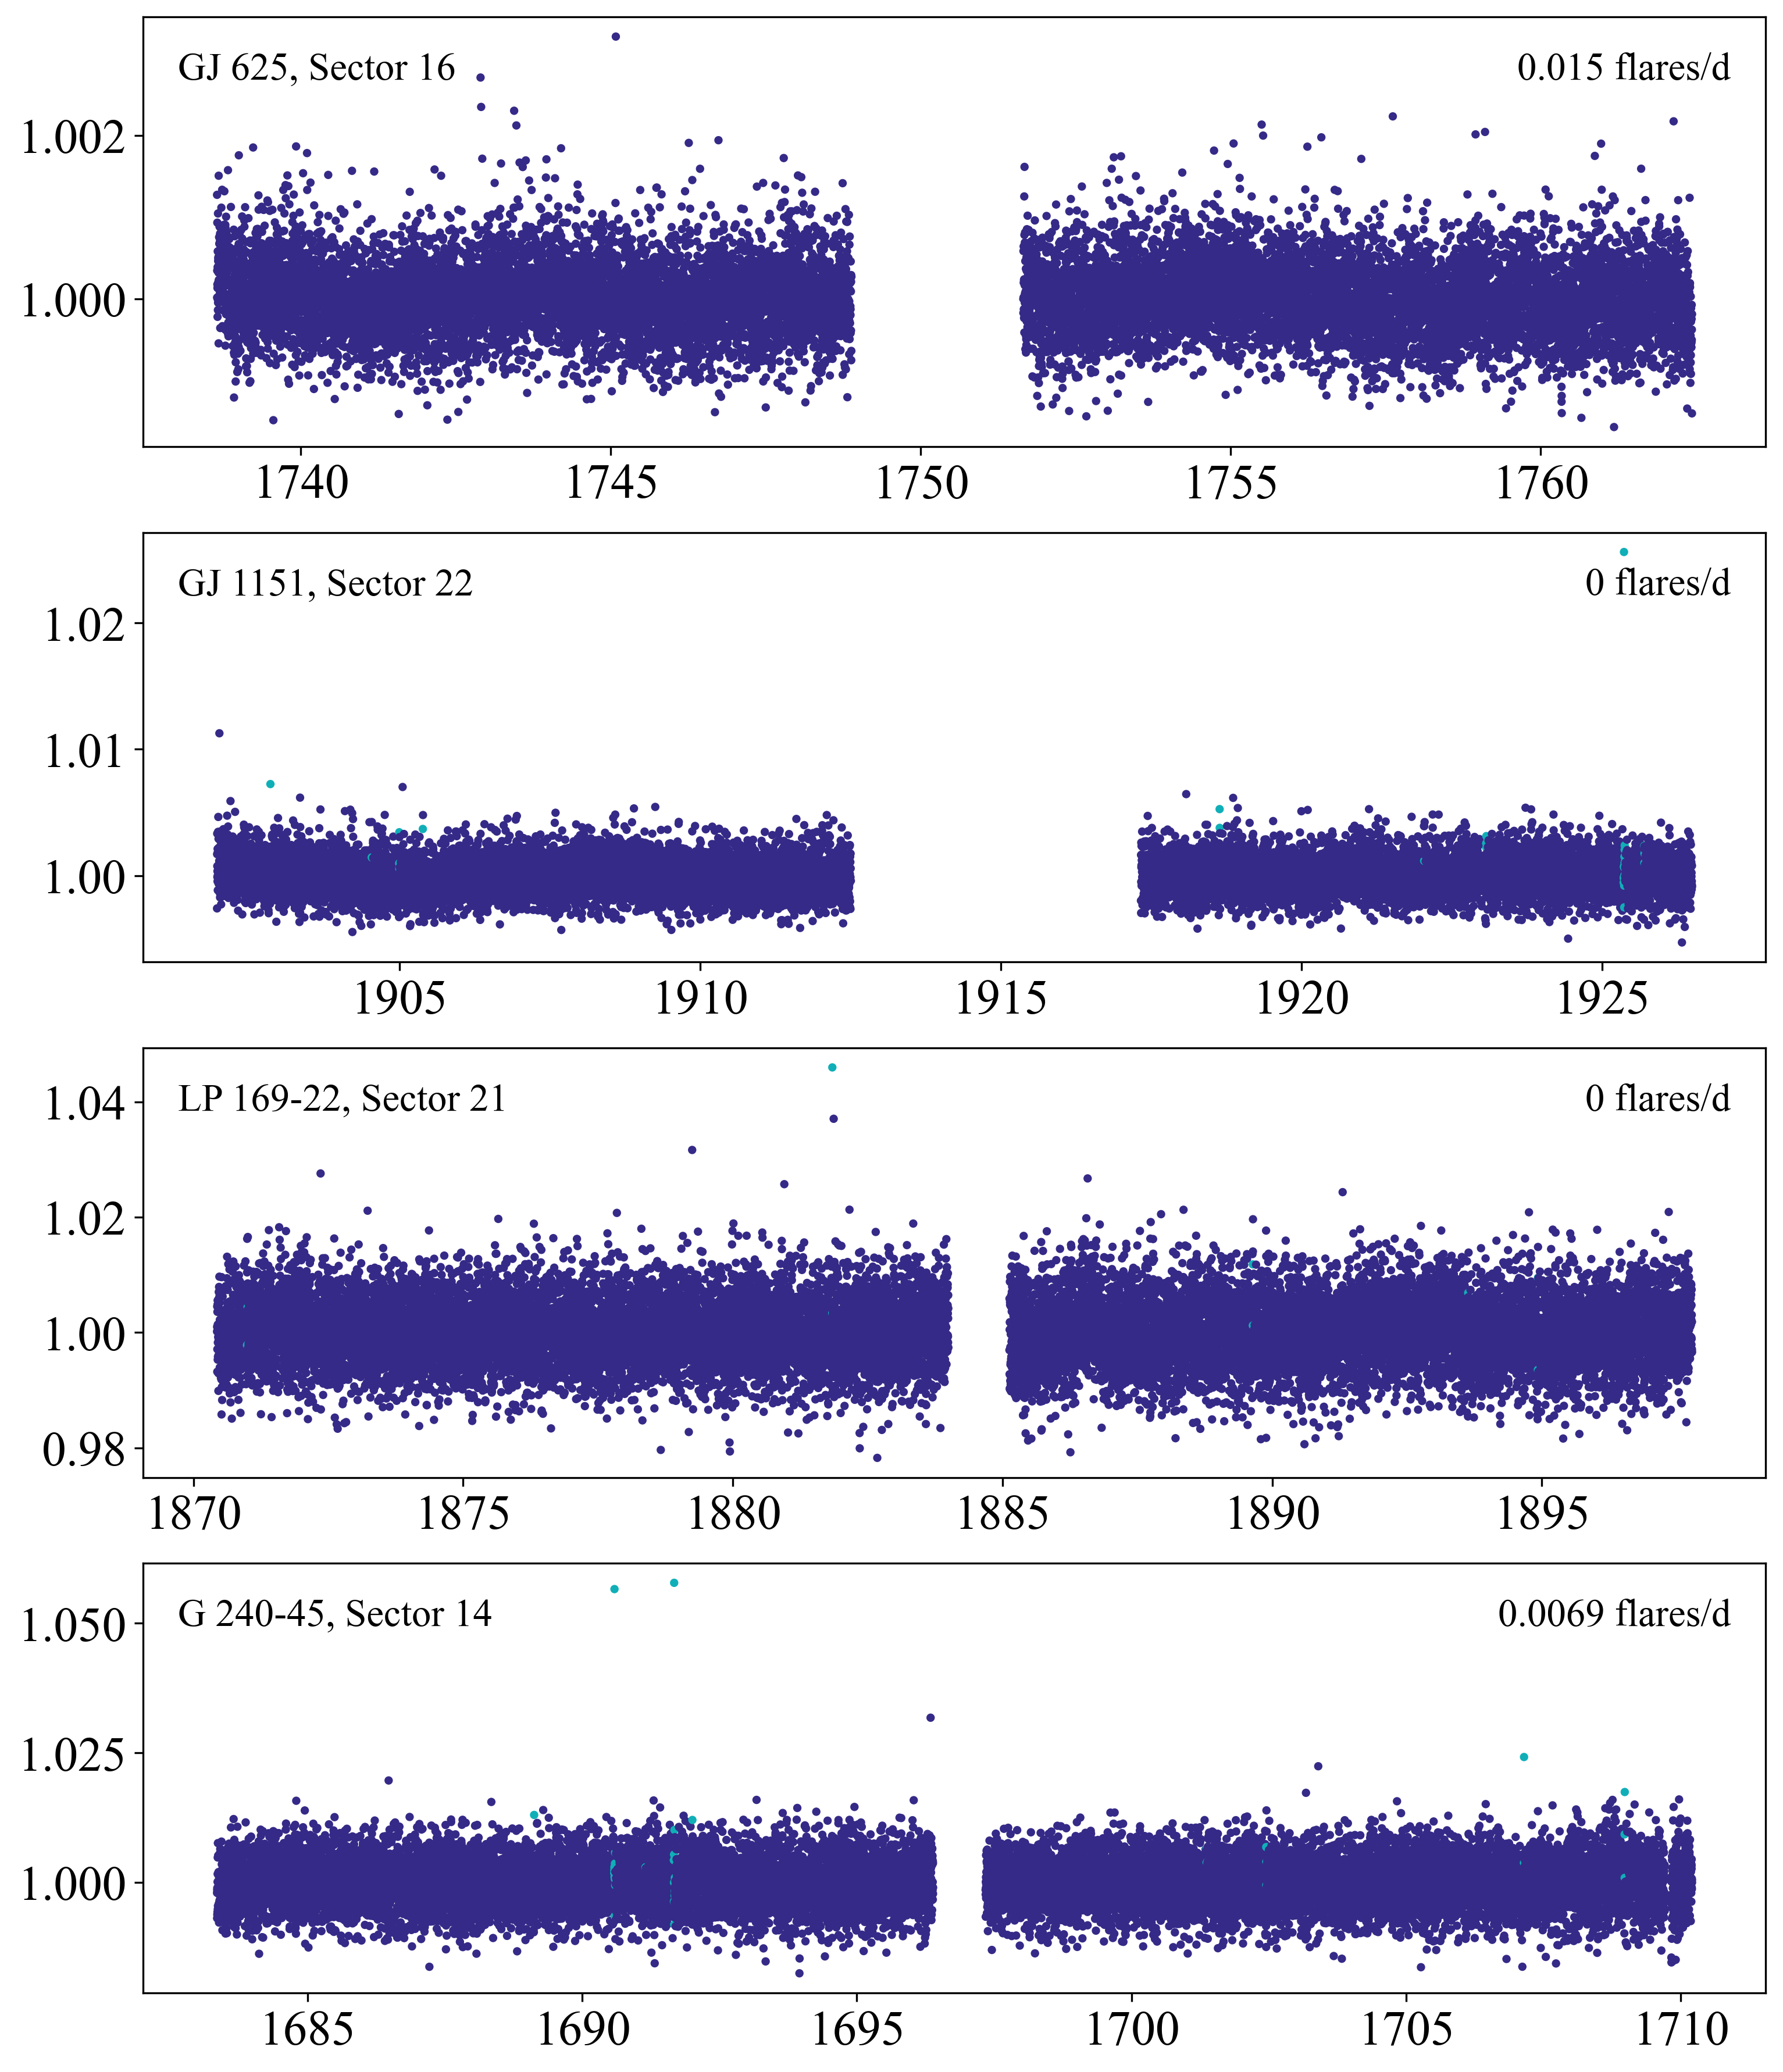 GJ 625, Sector 16
0.015 flares/d
1.002
1.000
1740 1745 1750 1755 1760
GJ 1151, Sector 22
0 flares/d
1.02
1.01
1.00
1905 1910 1915 1920 1925
LP 169-22, Sector 21
0 flares/d
1.04
1.02
1.00
0.98
1870 1875 1880 1885 1890 1895
G 240-45, Sector 14
0.0069 flares/d
1.050
1.025
1.000
1685 1690 1695 1700 1705 1710